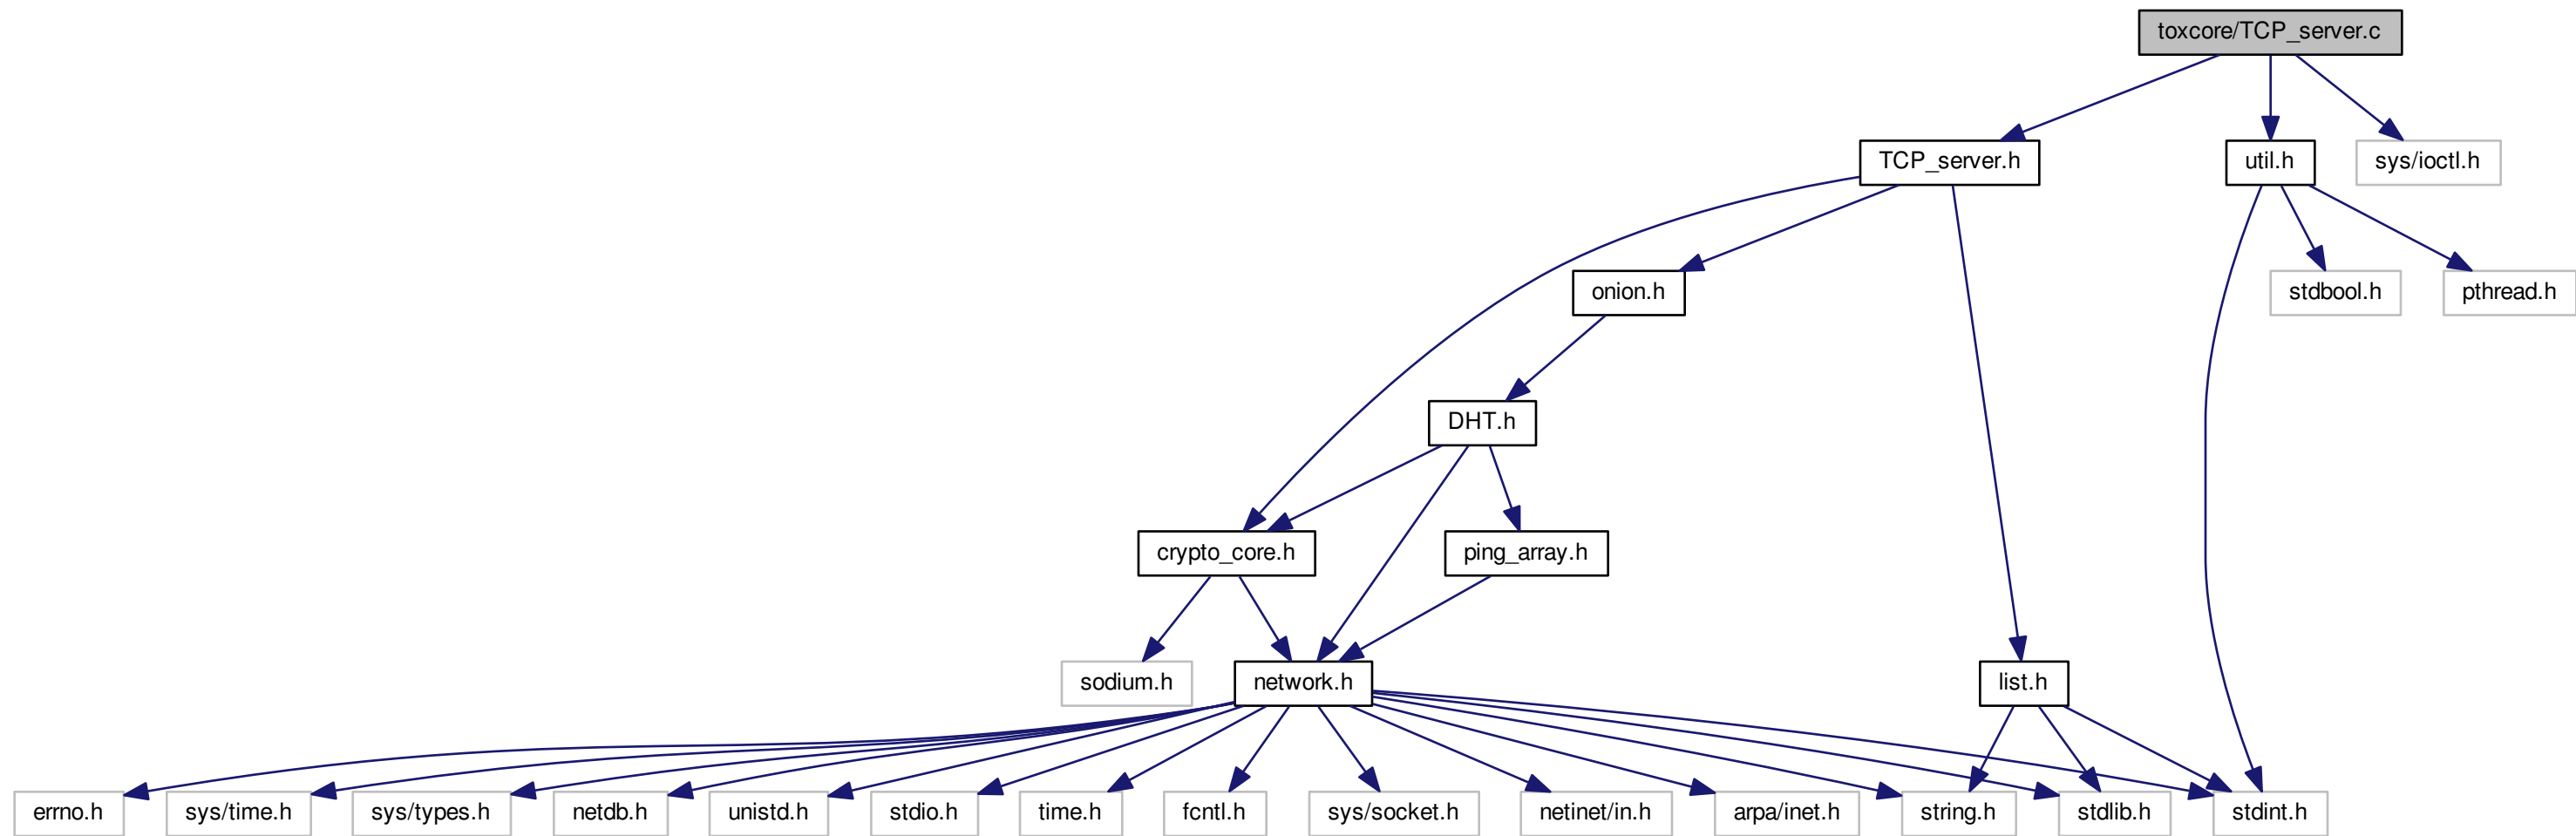 toxcore/TCP_server.c
TCP_server.h
util.h
sys/ioctl.h
onion.h
stdbool.h
pthread.h
DHT.h
crypto_core.h
ping_array.h
sodium.h
network.h
list.h
errno.h
sys/time.h
sys/types.h
netdb.h
unistd.h
stdio.h
time.h
fcntl.h
sys/socket.h
netinet/in.h
arpa/inet.h
string.h
stdlib.h
stdint.h